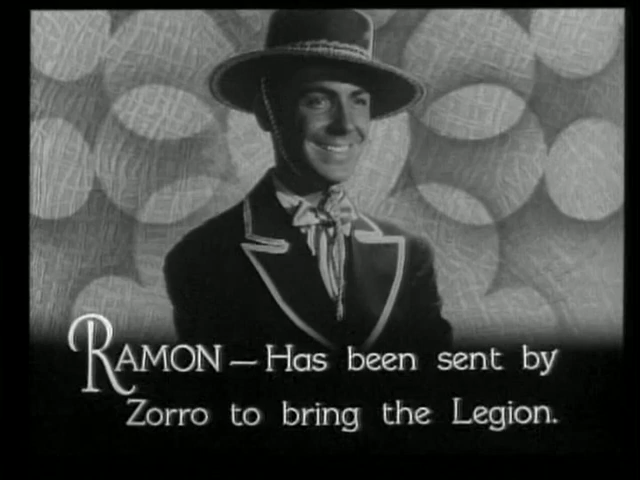 RAMON — Has been sent by
Zorro to bring the Legion.